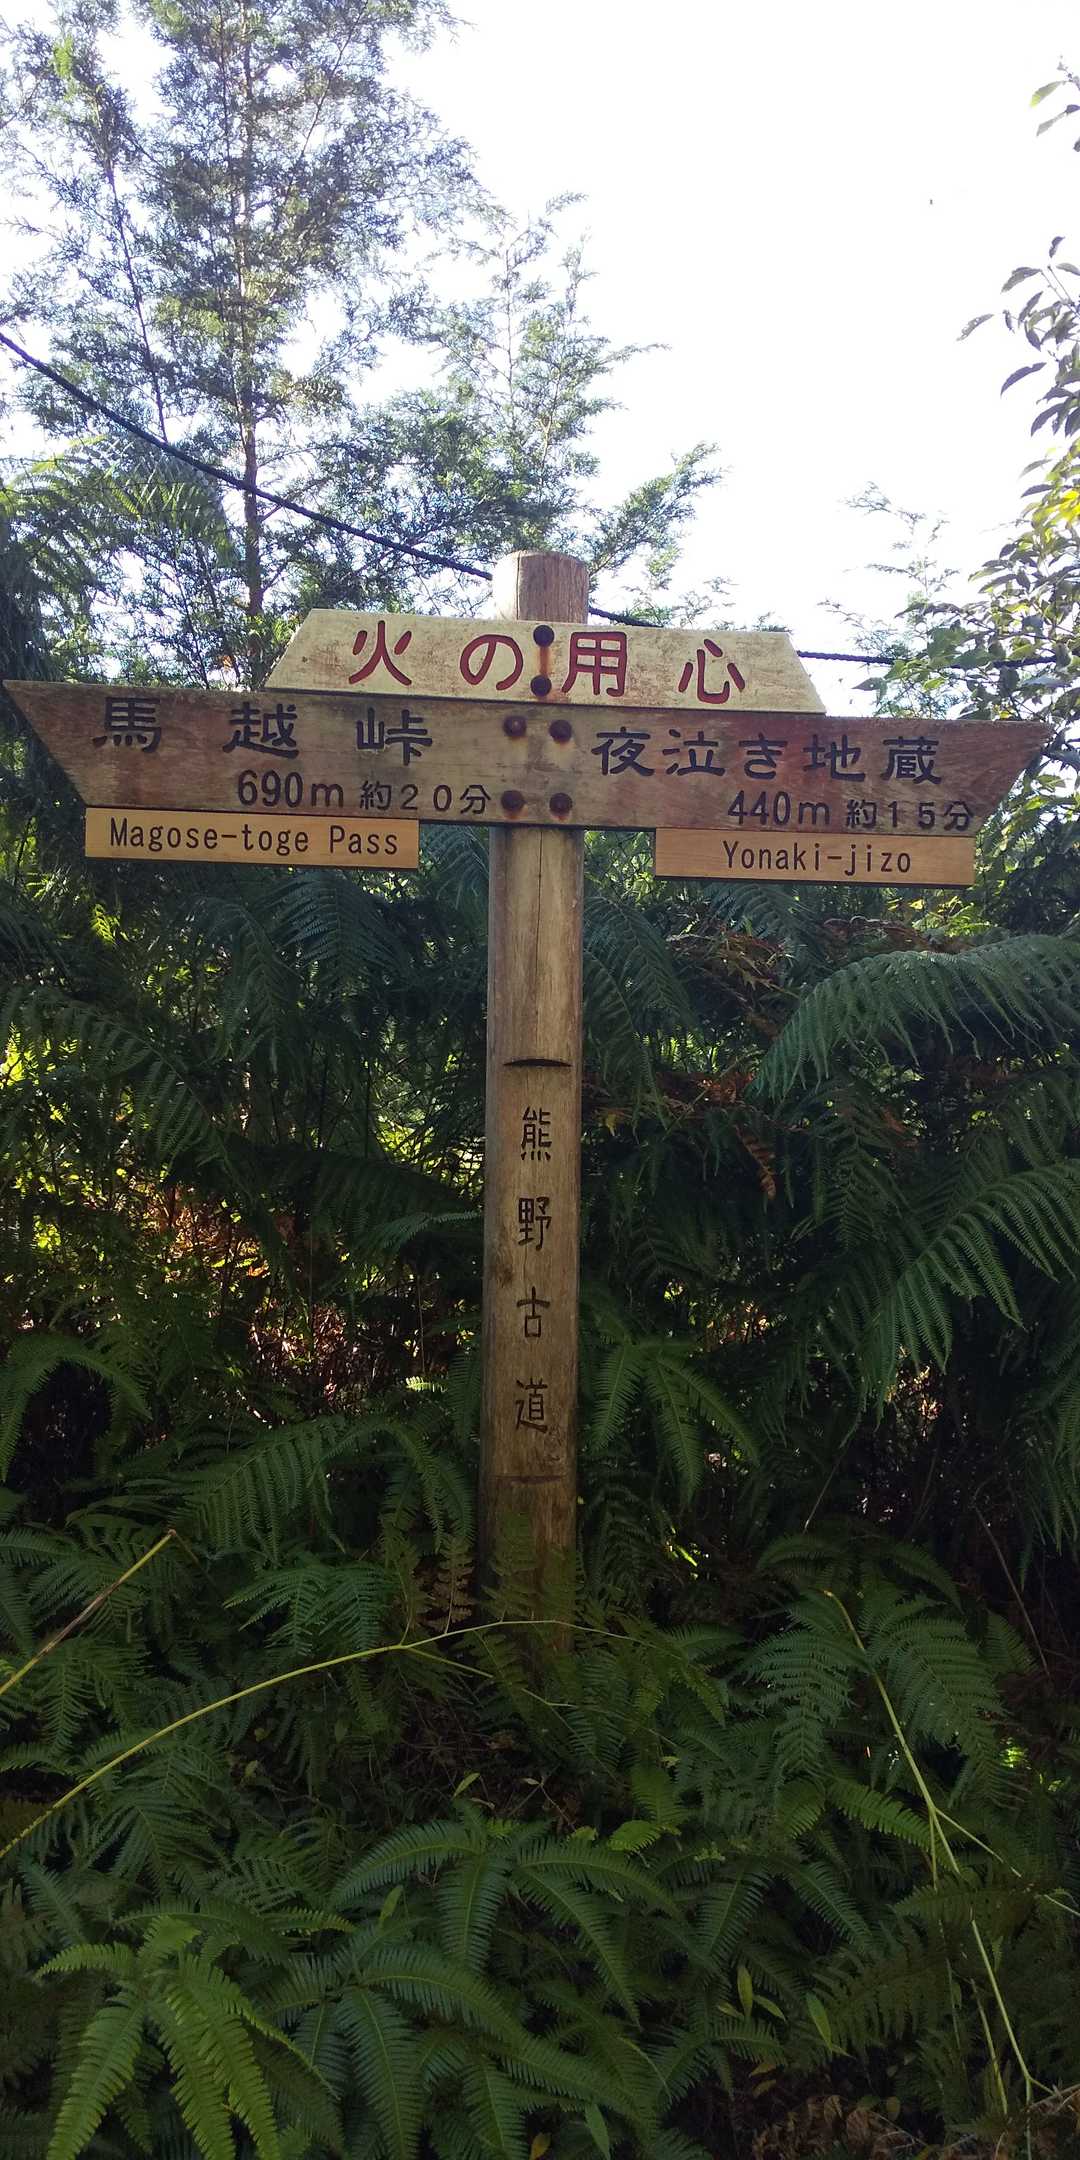 火の用心
馬越峠
690m 約20分
Magose-toge Pass
夜泣き地蔵
440m 約15分
Yonaki-jizo
熊野古道